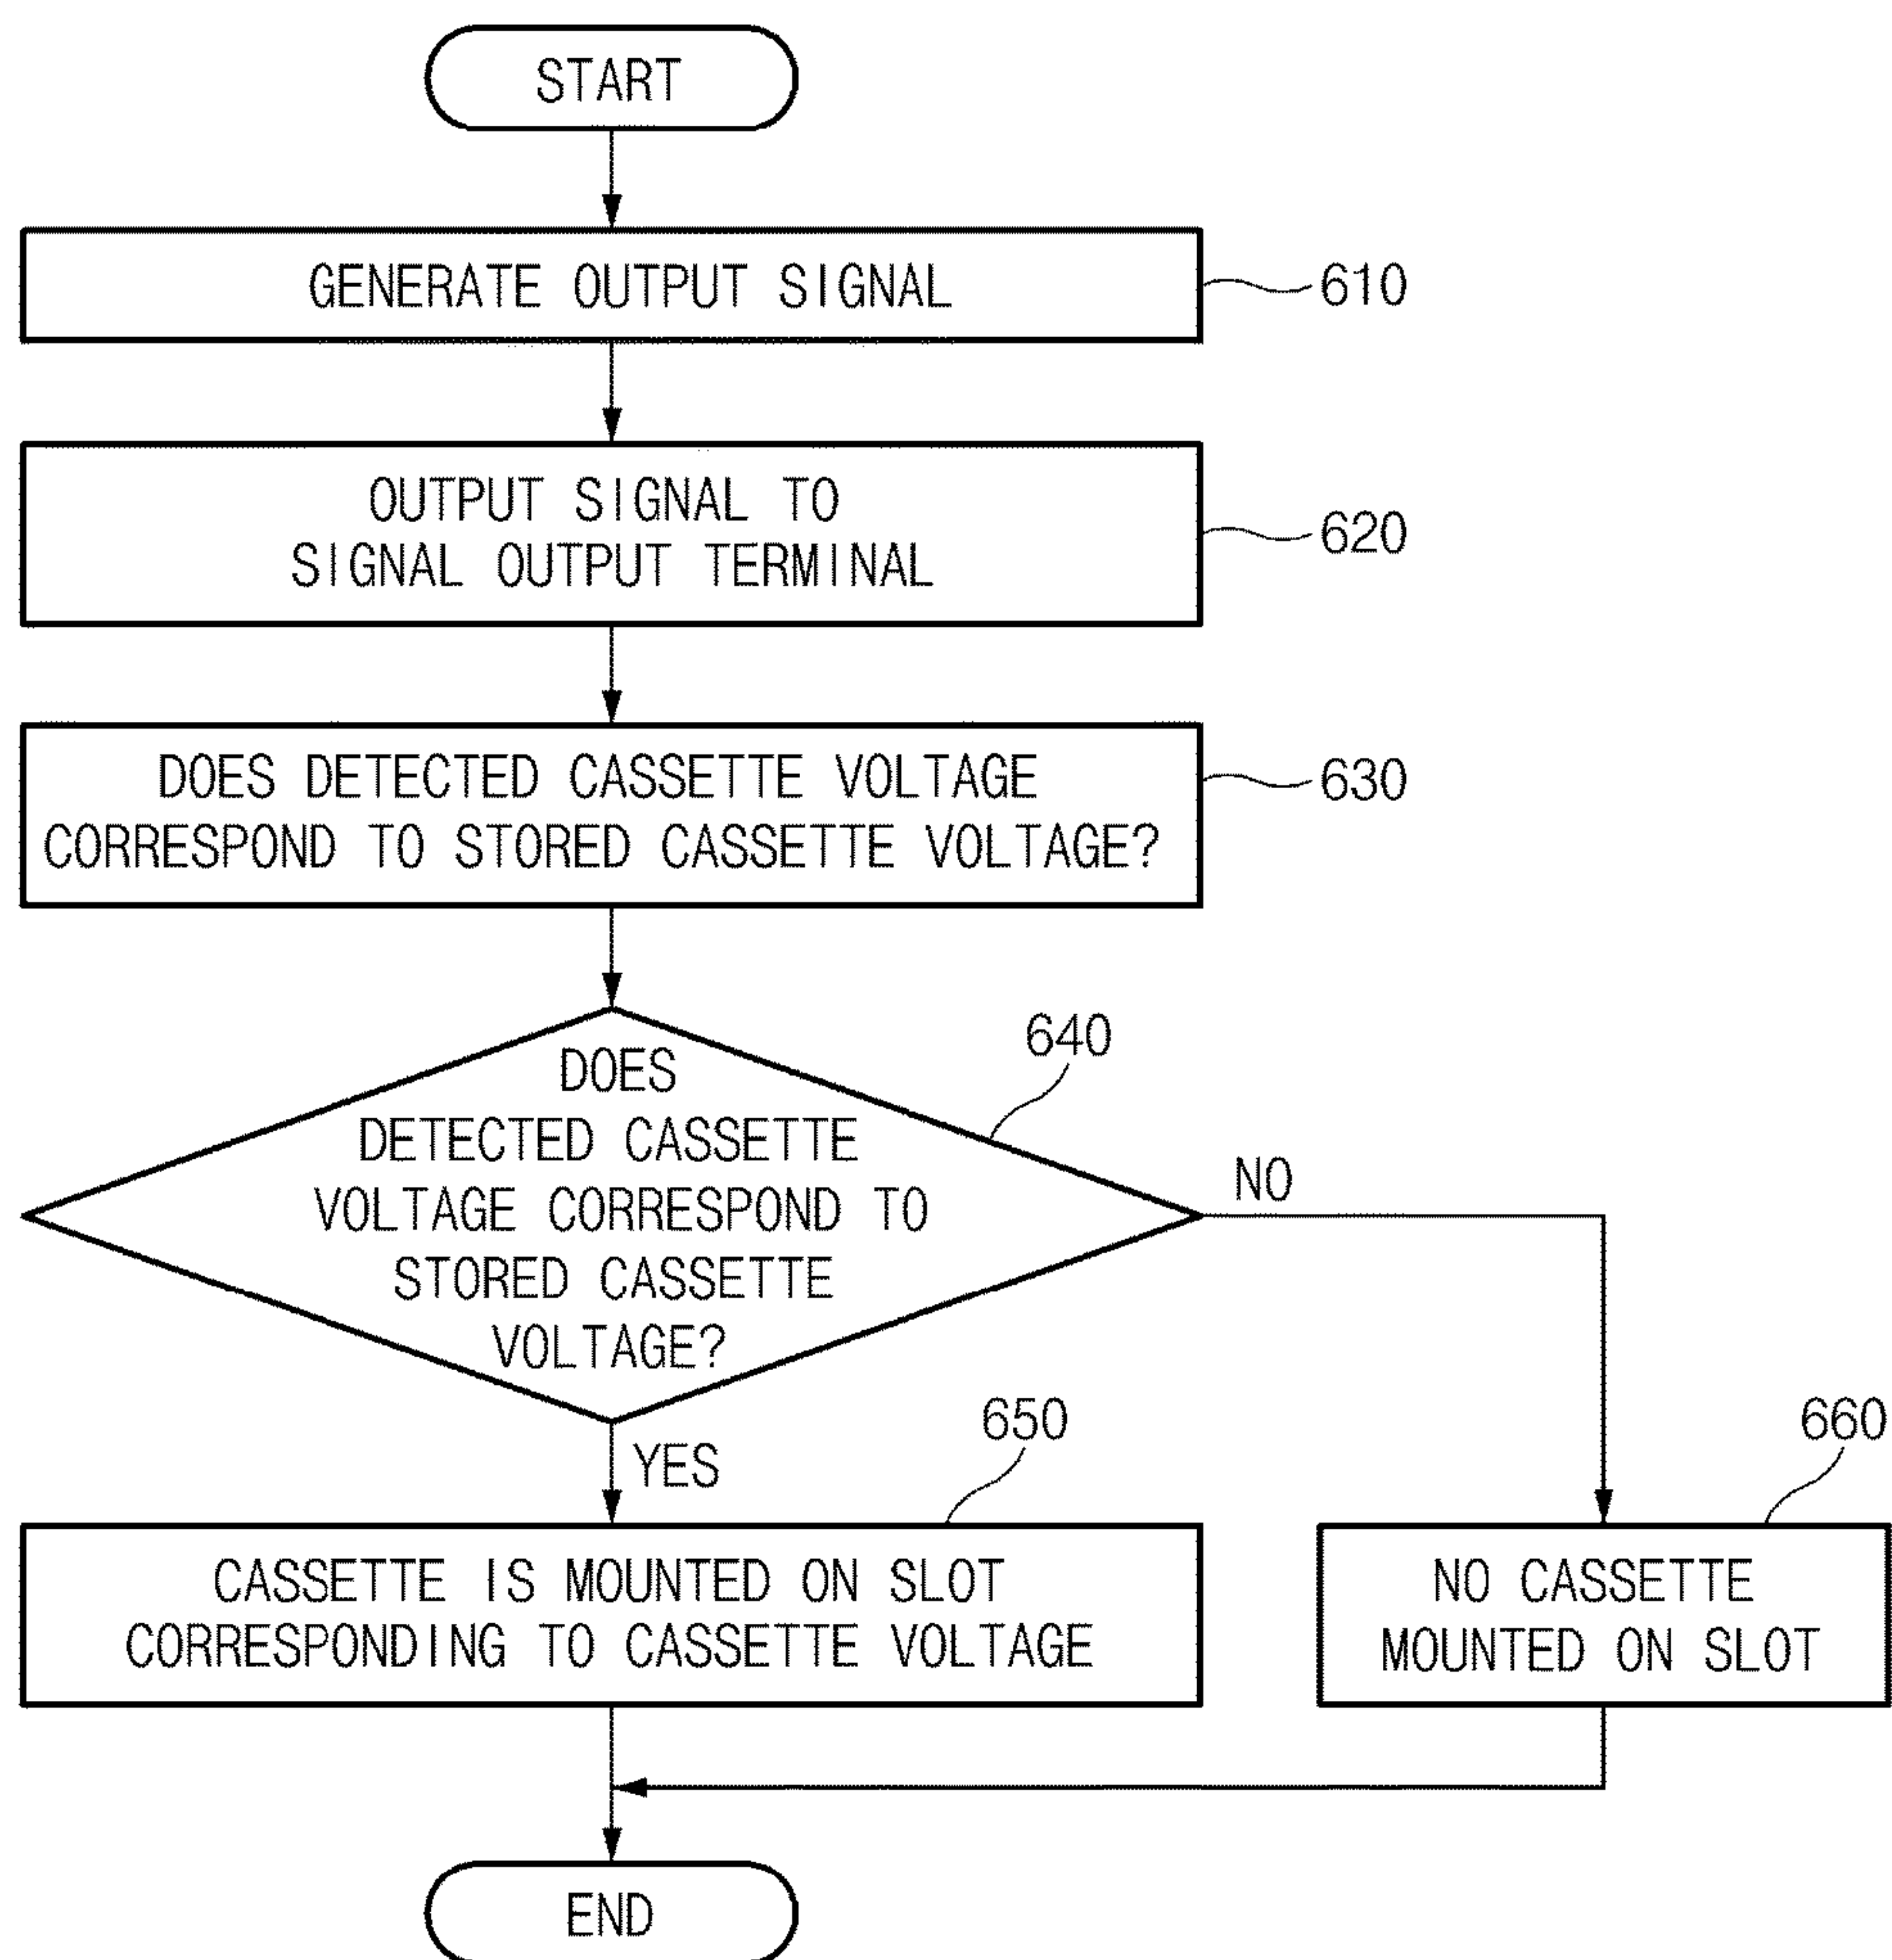 START
GENERATE OUTPUT SIGNAL
610
OUTPUT SIGNAL TO
SIGNAL OUTPUT TERMINAL
620
DOES DETECTED CASSETTE VOLTAGE
CORRESPOND TO STORED CASSETTE VOLTAGE?
630
640
DOES
DETECTED CASSETTE
VOLTAGE CORRESPOND TO
STORED CASSETTE
VOLTAGE?
NO
YES
650
660
CASSETTE IS MOUNTED ON SLOT
CORRESPONDING TO CASSETTE VOLTAGE
NO CASSETTE
MOUNTED ON SLOT
END